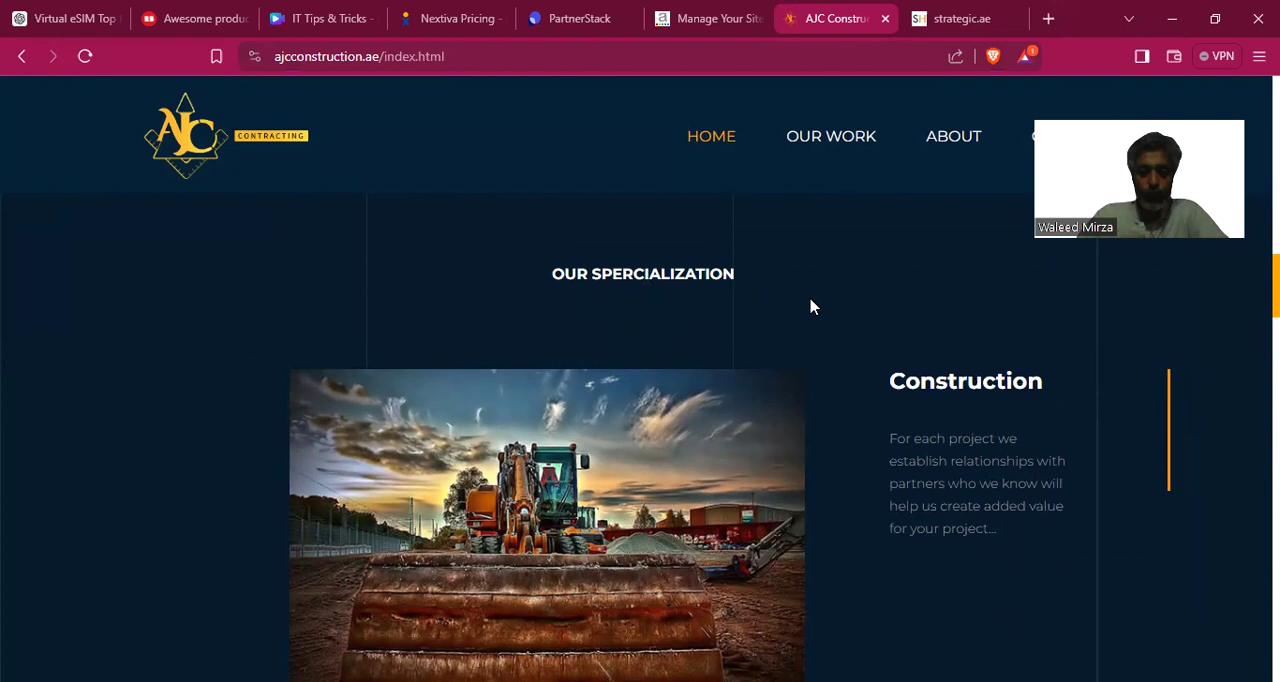 Virtual eSIM Top
Awesome produc
IT Tips & Tricks -
Nextiva Pricing -
PartnerStack
Manage Your Site
AJC Constru
strategic.ae
ajcconstruction.ae/index.html
1
VPN
AJC
CONTRACTING
HOME
OUR WORK
ABOUT
Waleed Mirza
OUR SPERCIALIZATION
Construction
For each project we
establish relationships with
partners who we know will
help us create added value
for your project...